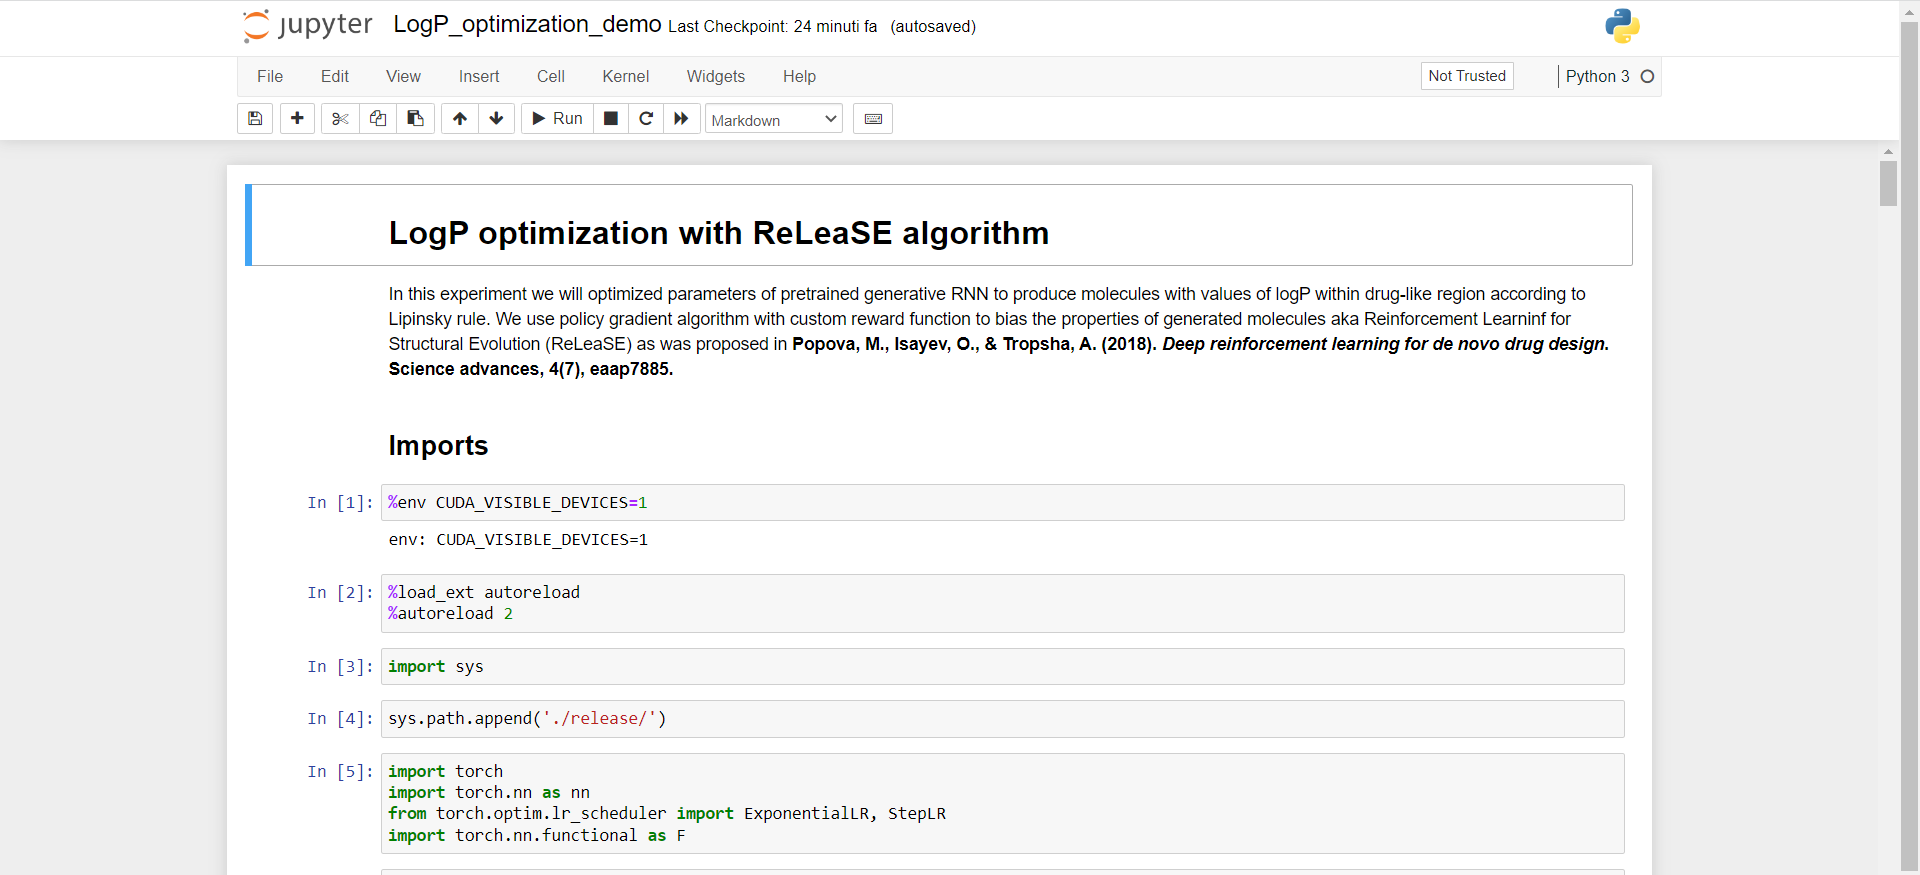 jupyter LogP_optimization_demo Last Checkpoint: 24 minuti fa (autosaved)
File Edit View Insert Cell Kernel Widgets Help Not Trusted Python 3
Run Markdown
LogP optimization with ReLeaSE algorithm
In this experiment we will optimized parameters of pretrained generative RNN to produce molecules with values of logP within drug-like region according to
Lipinsky rule. We use policy gradient algorithm with custom reward function to bias the properties of generated molecules aka Reinforcement Learninf for
Structural Evolution (ReLeaSE) as was proposed in Popova, M., Isayev, O., & Tropsha, A. (2018). Deep reinforcement learning for de novo drug design.
Science advances, 4(7), eaap7885.
Imports
In [1]: %env CUDA_VISIBLE_DEVICES=1
env: CUDA_VISIBLE_DEVICES=1
In [2]: %load_ext autoreload
%autoreload 2
In [3]: import sys
In [4]: sys.path.append('./release/')
In [5]: import torch
import torch.nn as nn
from torch.optim.lr_scheduler import ExponentialLR, StepLR
import torch.nn.functional as F